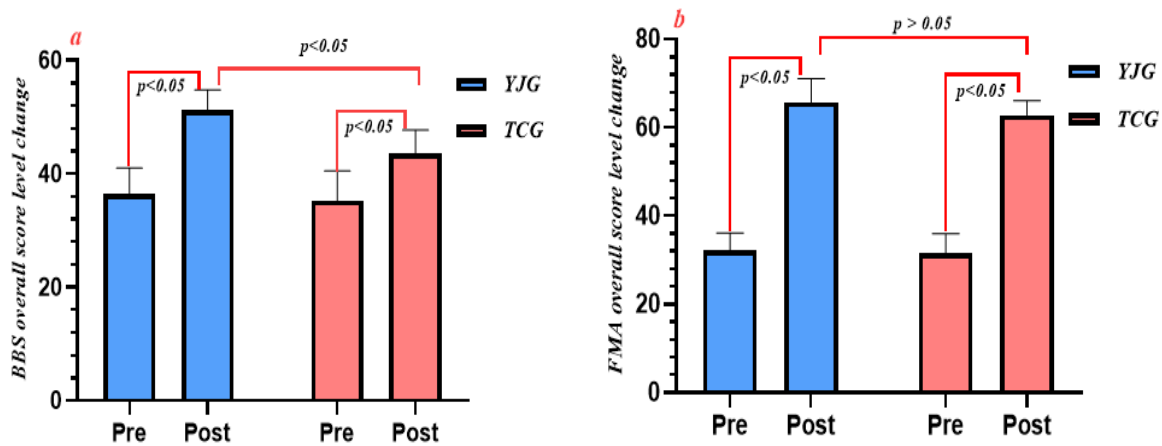 a
BBS overall score level change
60
40
20
0
p<0.05
p<0.05
p<0.05
YJG
TCG
Pre Post Pre Post
b
FMA overall score level change
80
60
40
20
0
p > 0.05
p<0.05
p<0.05
YJG
TCG
Pre Post Pre Post